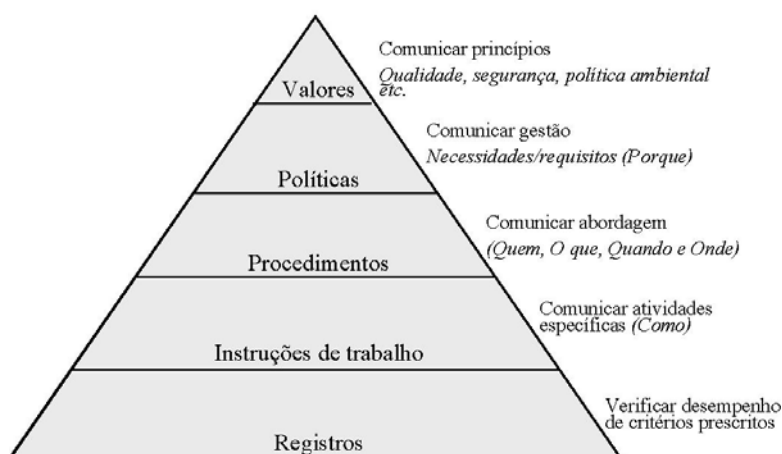 Comunicar princípios
Qualidade, segurança, política ambiental
etc.
Valores
Comunicar gestão
Necessidades/requisitos (Porque)
Políticas
Comunicar abordagem
(Quem, O que, Quando e Onde)
Procedimentos
Comunicar atividades
específicas (Como)
Instruções de trabalho
Verificar desempenho
de critérios prescritos
Registros